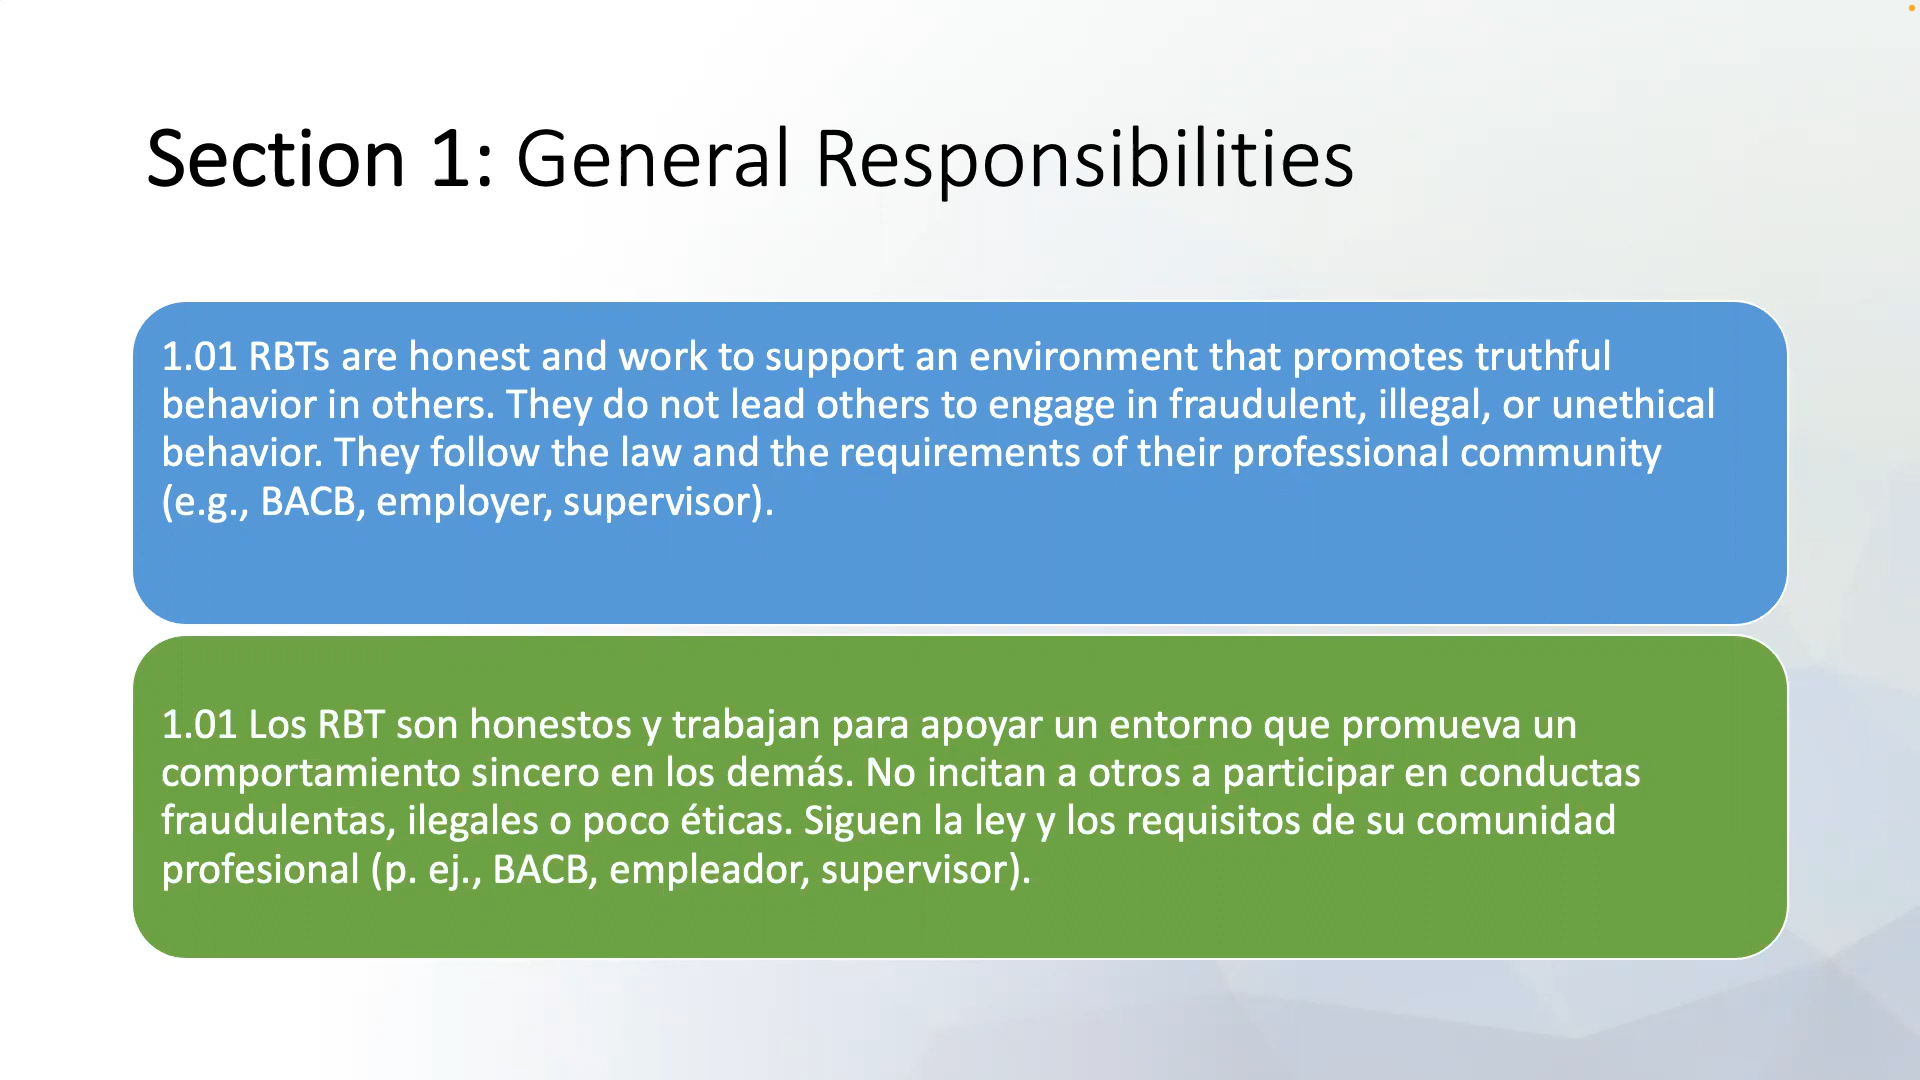 Section 1: General Responsibilities
1.01 RBTs are honest and work to support an environment that promotes truthful
behavior in others. They do not lead others to engage in fraudulent, illegal, or unethical
behavior. They follow the law and the requirements of their professional community
(e.g., BACB, employer, supervisor).
1.01 Los RBT son honestos y trabajan para apoyar un entorno que promueva un
comportamiento sincero en los demás. No incitan a otros a participar en conductas
fraudulentas, ilegales o poco éticas. Siguen la ley y los requisitos de su comunidad
profesional (p. ej., BACB, empleador, supervisor).